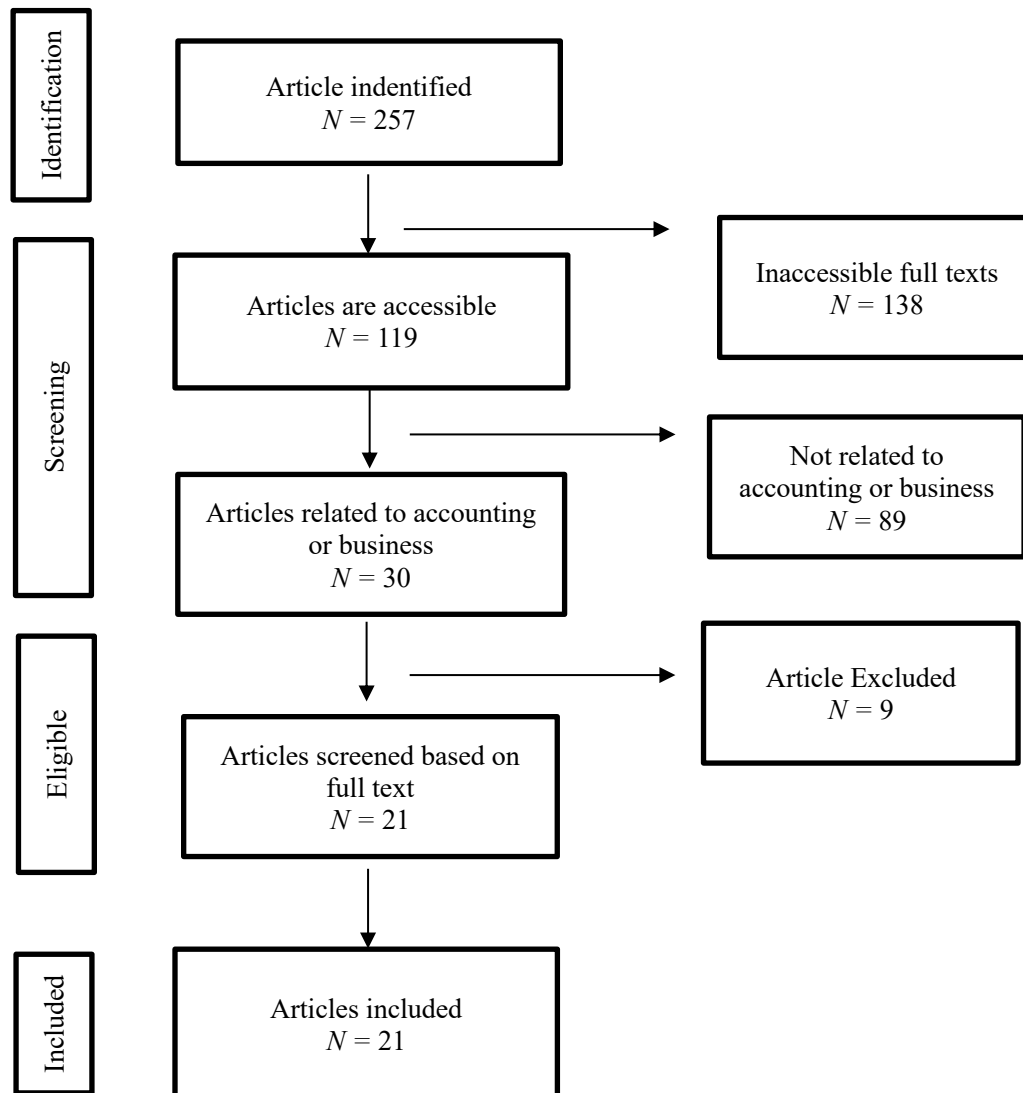 Identification
Article indentified
N = 257
Inaccessible full texts
N = 138
Screening
Articles are accessible
N = 119
Not related to
accounting or business
N = 89
Articles related to accounting
or business
N = 30
Eligible
Article Excluded
N = 9
Articles screened based on
full text
N = 21
Included
Articles included
N = 21